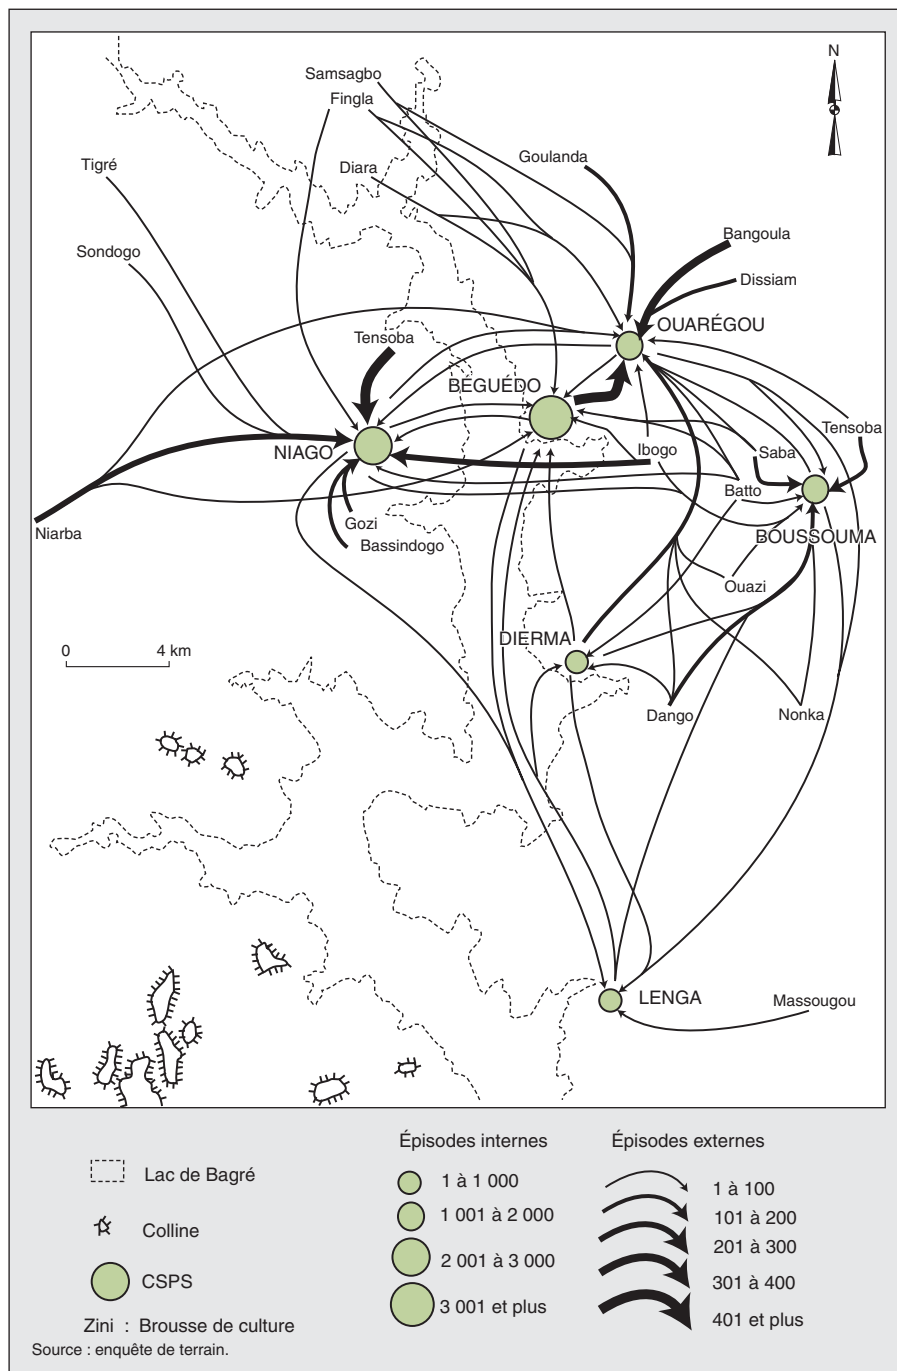 Samsagbo
Fingla
N
Goulanda
Tigré
Diara
Bangoula
Sondogo
Dissiam
OUARÉGOU
Tensoba
BÉGUÉDO
Tensoba
NIAGO
Ibogo
Saba
Batto
Niarba
Gozi
BOUSSOUMA
Bassindogo
Ouazi
DIERMA
0 4 km
Dango
Nonka
LENGA
Massougou
Épisodes internes
Épisodes externes
Lac de Bagré
1 à 1 000
1 à 100
Colline
1 001 à 2 000
101 à 200
201 à 300
2 001 à 3 000
CSPS
301 à 400
3 001 et plus
401 et plus
Zini : Brousse de culture
Source : enquête de terrain.